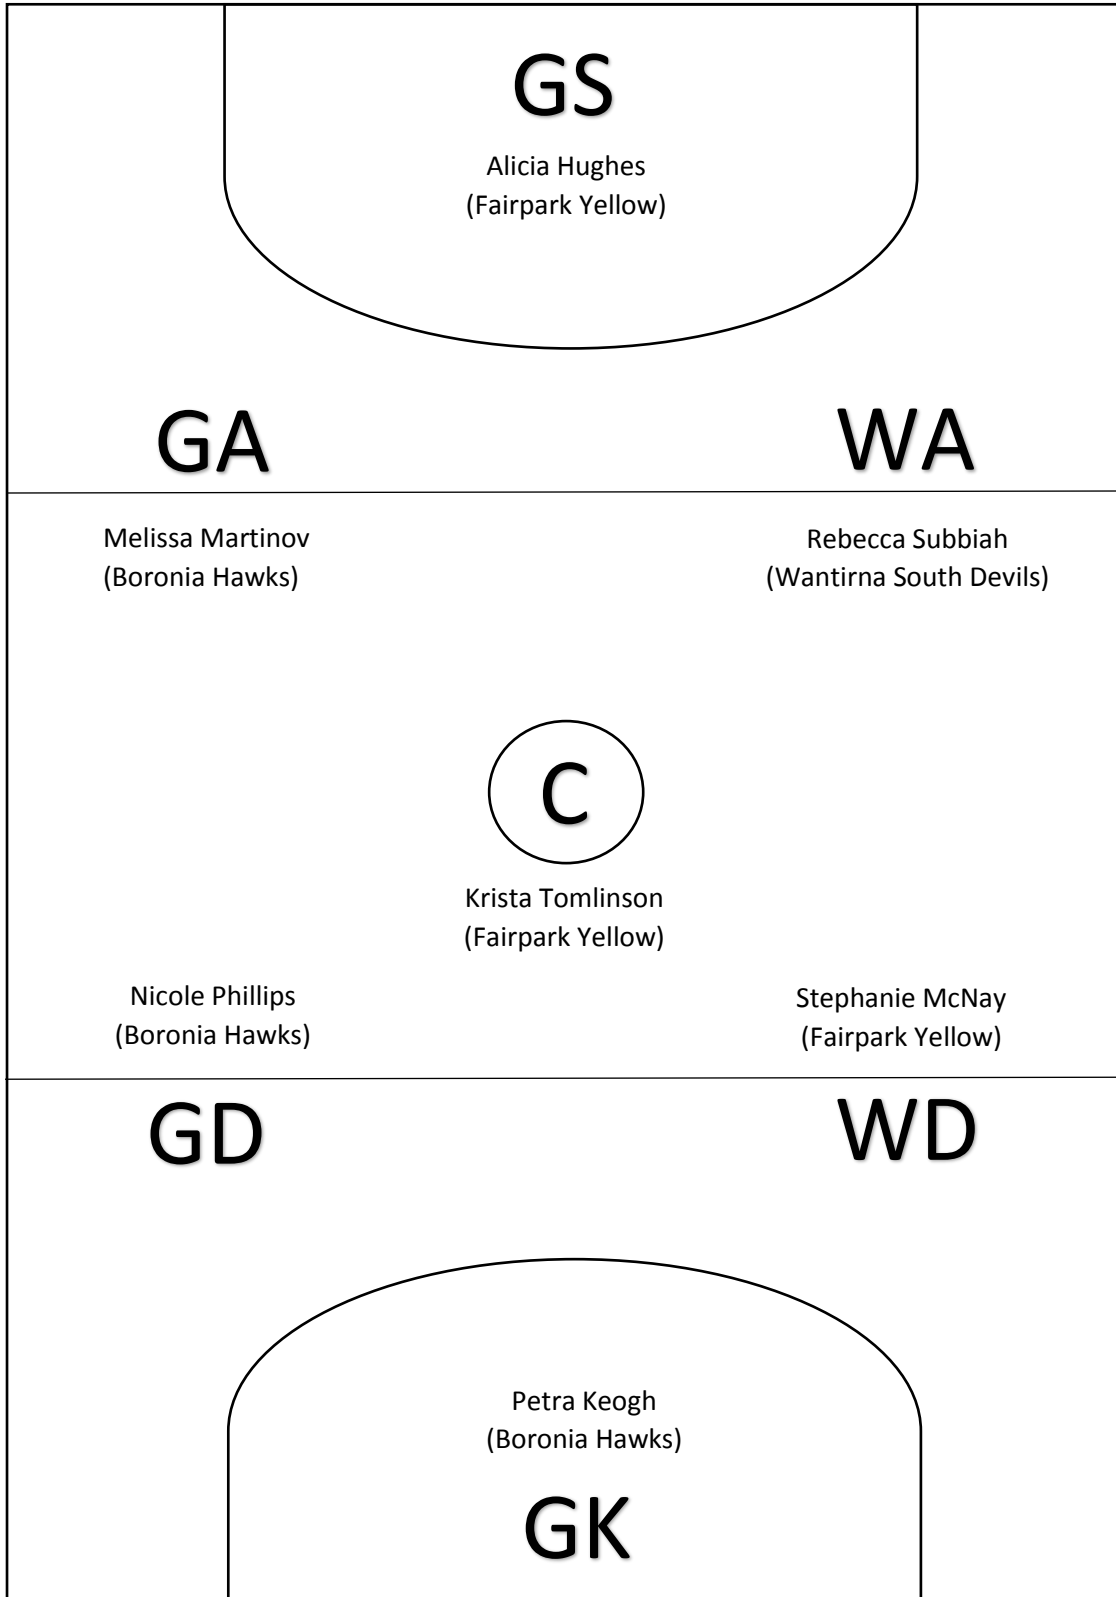 GS
Alicia Hughes
(Fairpark Yellow)
GA
WA
Melissa Martinov
(Boronia Hawks)
Rebecca Subbiah
(Wantirna South Devils)
C
Krista Tomlinson
(Fairpark Yellow)
Nicole Phillips
(Boronia Hawks)
Stephanie McNay
(Fairpark Yellow)
GD
WD
Petra Keogh
(Boronia Hawks)
GK